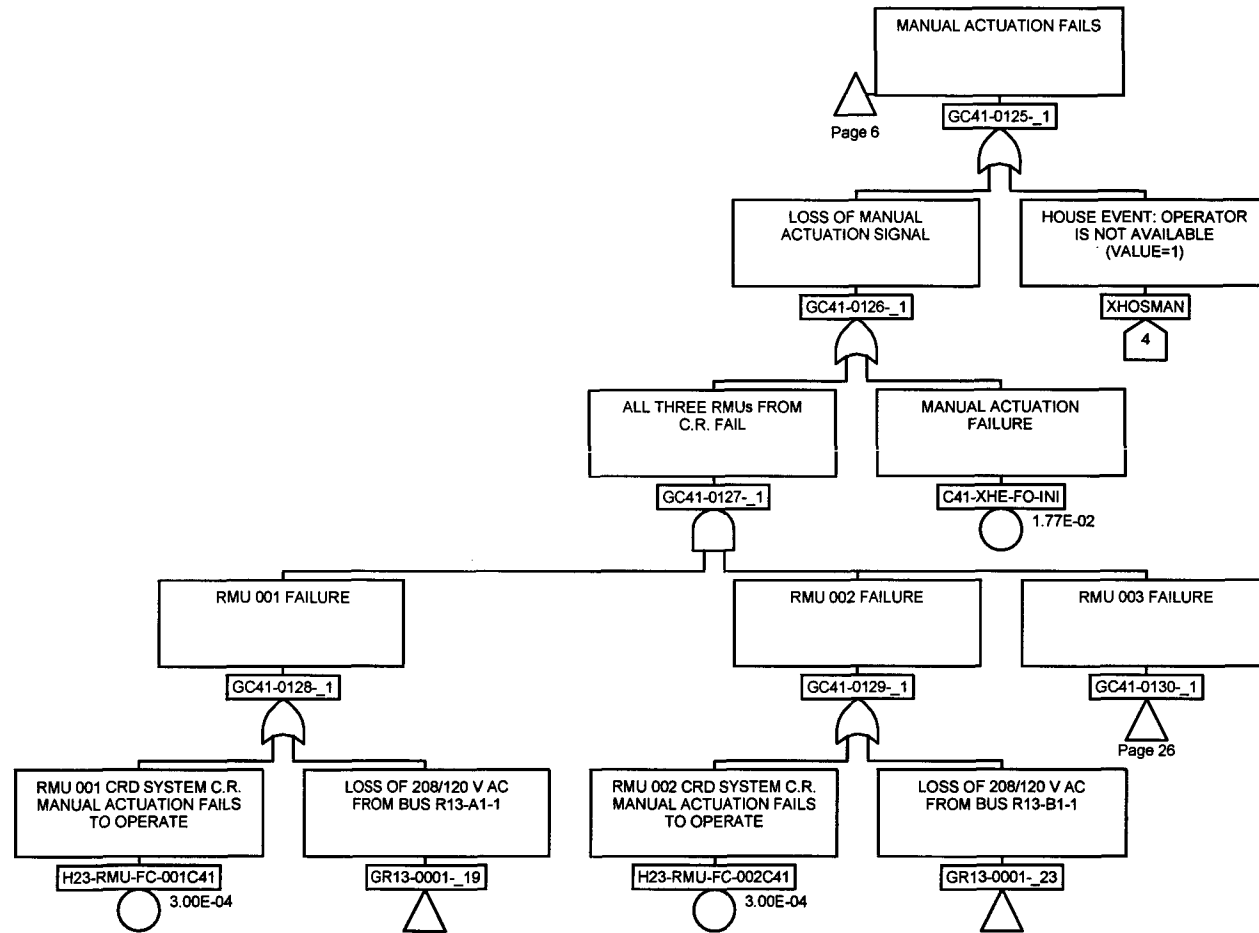 MANUAL ACTUATION FAILS
Page 6
GC41-0125-_1
LOSS OF MANUAL
ACTUATION SIGNAL
GC41-0126-_1
HOUSE EVENT: OPERATOR
IS NOT AVAILABLE
(VALUE=1)
XHOSMAN
4
ALL THREE RMUs FROM
C.R. FAIL
GC41-0127-_1
MANUAL ACTUATION
FAILURE
C41-XHE-FO-INI
1.77E-02
RMU 001 FAILURE
GC41-0128-_1
RMU 002 FAILURE
GC41-0129-_1
RMU 003 FAILURE
GC41-0130-_1
Page 26
RMU 001 CRD SYSTEM C.R.
MANUAL ACTUATION FAILS
TO OPERATE
H23-RMU-FC-001C41
3.00E-04
LOSS OF 208/120 V AC
FROM BUS R13-A1-1
GR13-0001-_19
RMU 002 CRD SYSTEM C.R.
MANUAL ACTUATION FAILS
TO OPERATE
H23-RMU-FC-002C41
3.00E-04
LOSS OF 208/120 V AC
FROM BUS R13-B1-1
GR13-0001-_23